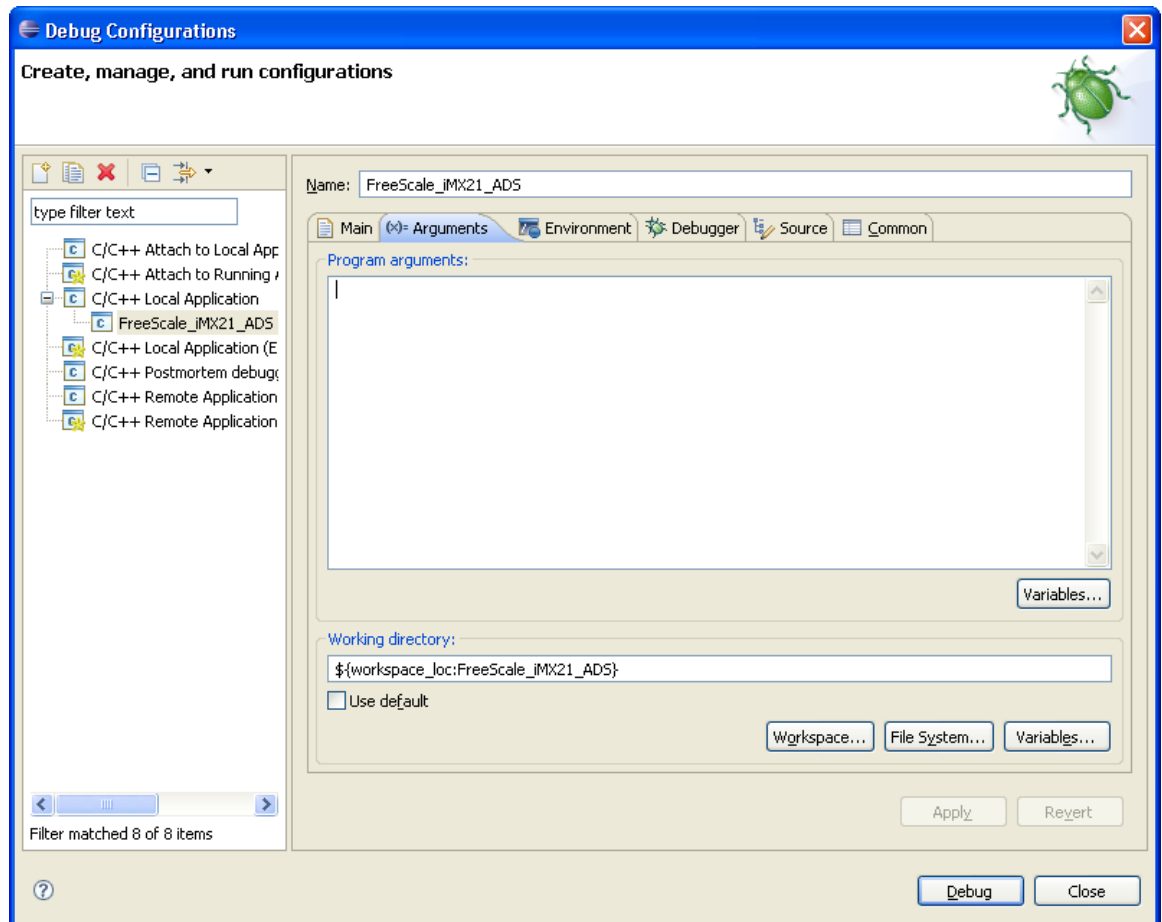 Debug Configurations
Create, manage, and run configurations
type filter text
C/C++ Attach to Local App
C/C++ Attach to Running
C/C++ Local Application
FreeScale_iMX21_ADS
C/C++ Local Application (E
C/C++ Postmortem debugg
C/C++ Remote Application
C/C++ Remote Application
Filter matched 8 of 8 items
Name: FreeScale_iMX21_ADS
Main (x)= Arguments Environment Debugger Source Common
Program arguments:
Variables...
Working directory:
${workspace_loc:FreeScale_iMX21_ADS}
Use default
Workspace... File System... Variables...
Apply Revert
? Debug Close